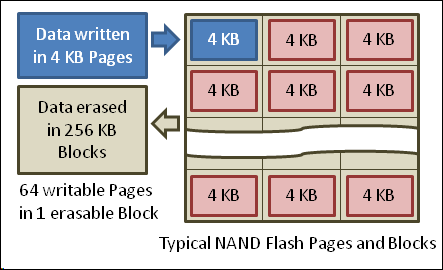 Data written
in 4 KB Pages
4 KB 4 KB 4 KB
4 KB 4 KB 4 KB
Data erased
in 256 KB
Blocks
64 writable Pages
in 1 erasable Block
4 KB 4 KB 4 KB
Typical NAND Flash Pages and Blocks